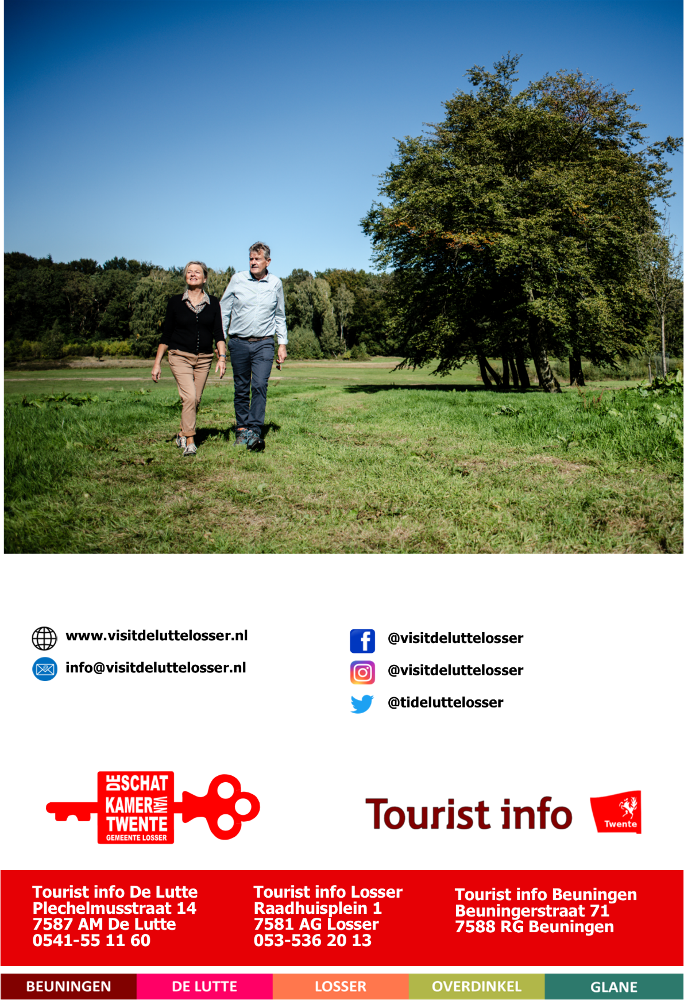 www.visitdeluttelosser.nl
info@visitdeluttelosser.nl
@visitdeluttelosser
@visitdeluttelosser
@tideluttelosser
DE SCHAT
KAMER VAN
TWENTE
GEMEENTE LOSSER
Tourist info
Twente
Tourist info De Lutte
Plechelmusstraat 14
7587 AM De Lutte
0541-55 11 60
Tourist info Losser
Raadhuisplein 1
7581 AG Losser
053-536 20 13
Tourist info Beuningen
Beuningerstraat 71
7588 RG Beuningen
BEUNINGEN
DE LUTTE
LOSSER
OVERDINKEL
GLANE